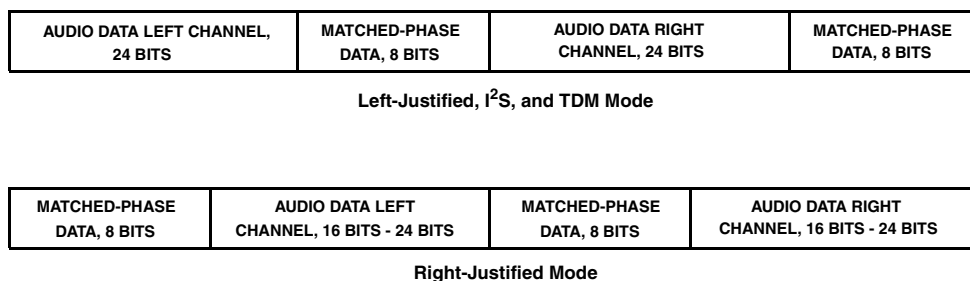 AUDIO DATA LEFT CHANNEL,
24 BITS
MATCHED-PHASE
DATA, 8 BITS
AUDIO DATA RIGHT
CHANNEL, 24 BITS
MATCHED-PHASE
DATA, 8 BITS
Left-Justified, I²S, and TDM Mode
MATCHED-PHASE
DATA, 8 BITS
AUDIO DATA LEFT
CHANNEL, 16 BITS - 24 BITS
MATCHED-PHASE
DATA, 8 BITS
AUDIO DATA RIGHT
CHANNEL, 16 BITS - 24 BITS
Right-Justified Mode